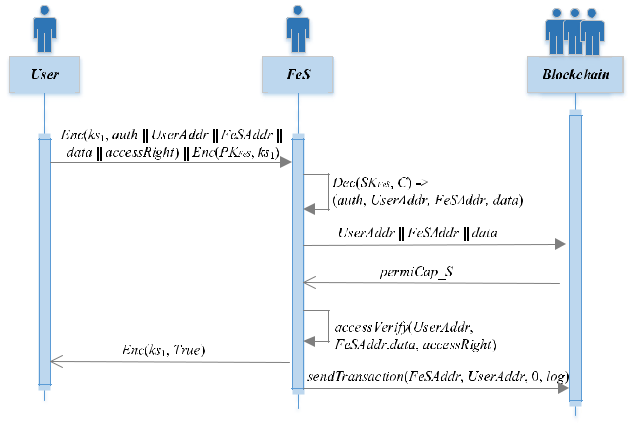 User
FeS
Blockchain
Enc(ks1, auth || UserAddr || FeSAddr ||
data || accessRight) || Enc(PKFeS, ks1)
Dec(SKFeS, C) ->
(auth, UserAddr, FeSAddr, data)
UserAddr || FeSAddr || data
permiCap_S
accessVerify(UserAddr,
FeSAddr.data, accessRight)
Enc(ks1, True)
sendTransaction(FeSAddr, UserAddr, 0, log)